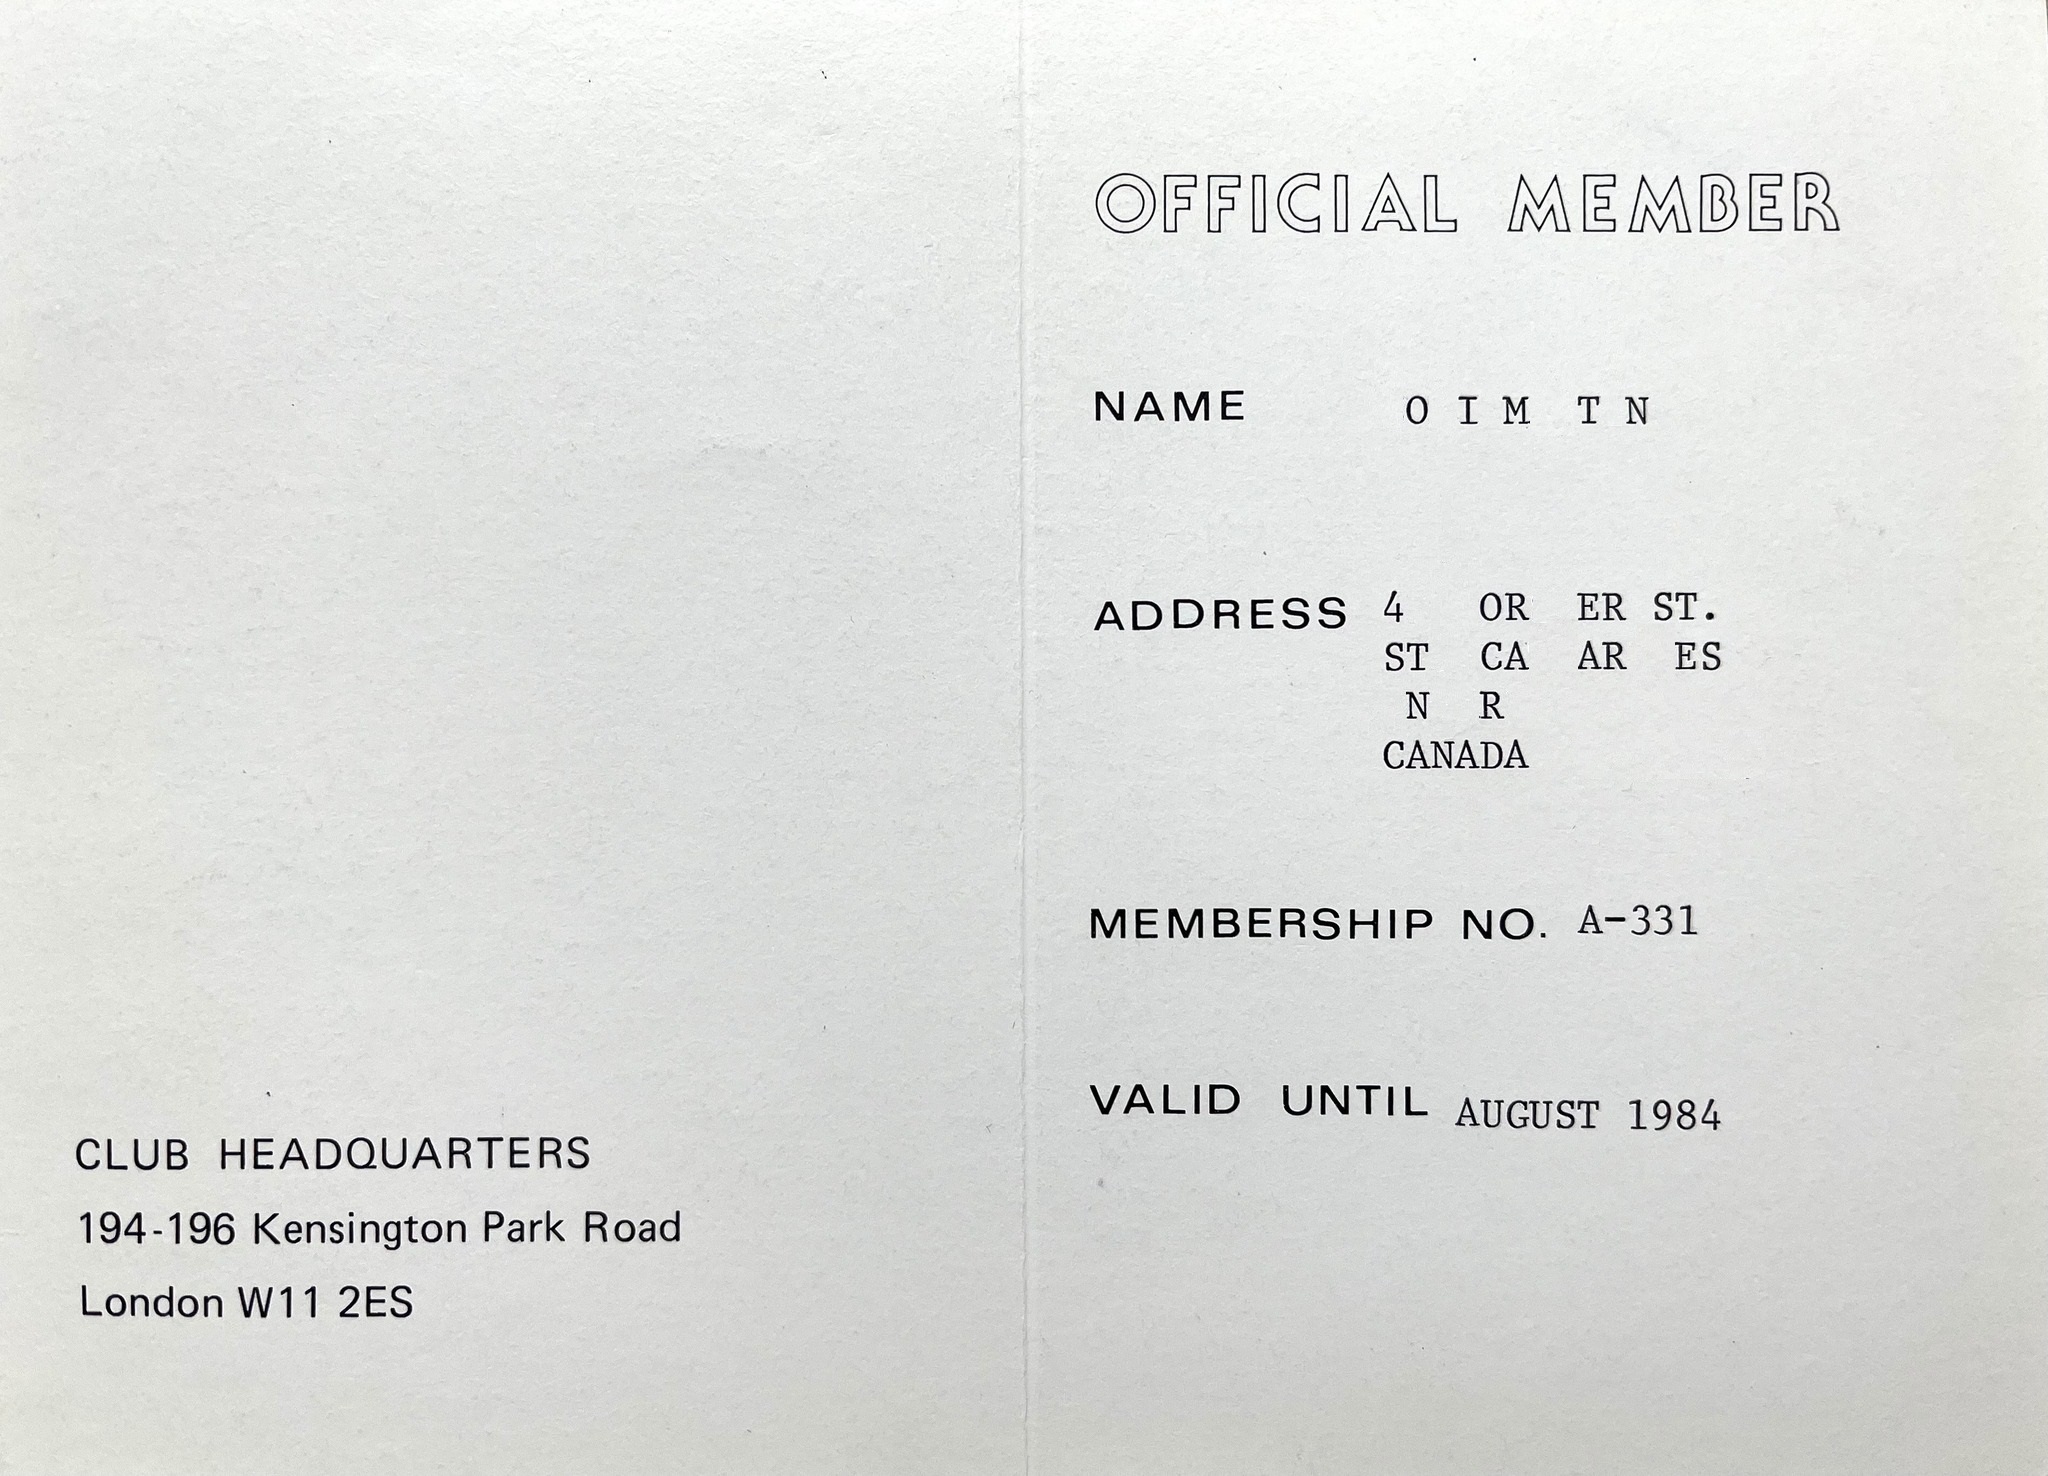 CLUB HEADQUARTERS
194-196 Kensington Park Road
London W11 2ES
OFFICIAL MEMBER
NAME O I M T N
ADDRESS 4 OR ER ST.
ST CA AR ES
N R
CANADA
MEMBERSHIP NO. A-331
VALID UNTIL AUGUST 1984